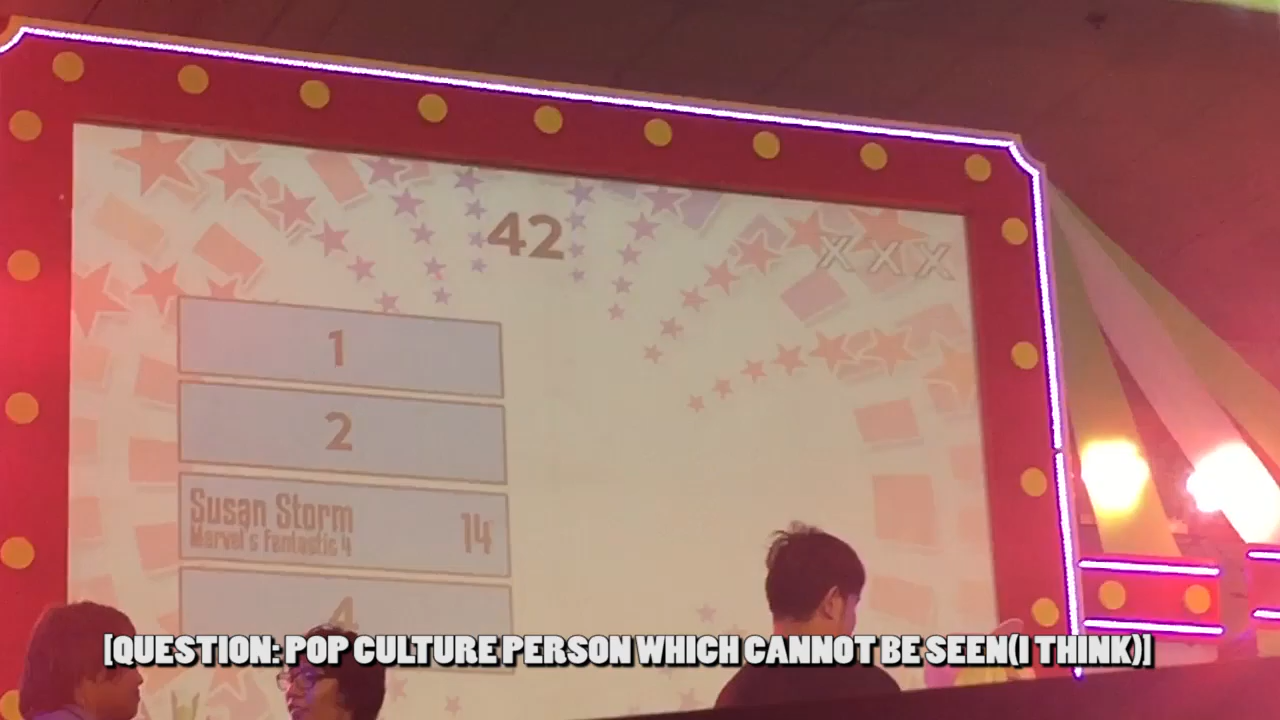 42
X X X
1
2
Susan Storm 14
Marvel's Fantastic 4
4
[QUESTION: POP CULTURE PERSON WHICH CANNOT BE SEEN(I THINK)]